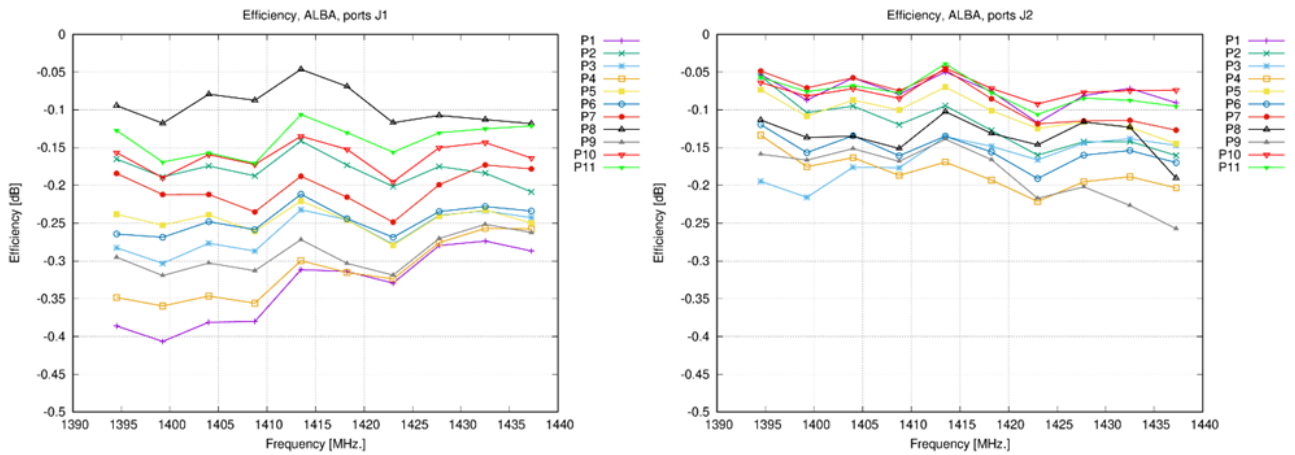 Efficiency, ALBA, ports J1
0
-0.05
-0.1
-0.15
-0.2
-0.25
-0.3
-0.35
-0.4
-0.45
-0.5
Efficiency [dB]
1390 1395 1400 1405 1410 1415 1420 1425 1430 1435 1440
Frequency [MHz.]
P1
P2
P3
P4
P5
P6
P7
P8
P9
P10
P11
Efficiency, ALBA, ports J2
0
-0.05
-0.1
-0.15
-0.2
-0.25
-0.3
-0.35
-0.4
-0.45
-0.5
Efficiency [dB]
1390 1395 1400 1405 1410 1415 1420 1425 1430 1435 1440
Frequency [MHz.]
P1
P2
P3
P4
P5
P6
P7
P8
P9
P10
P11